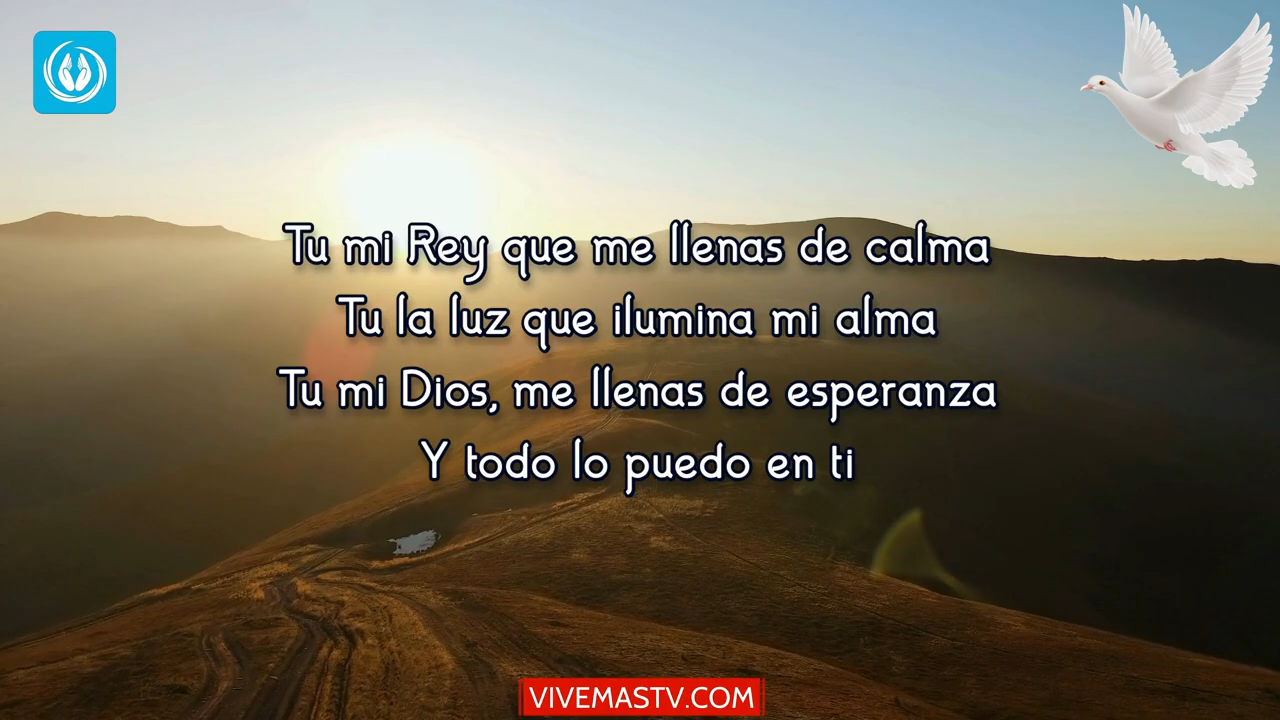 Tu mi Rey que me llenas de calma
Tu la luz que ilumina mi alma
Tu mi Dios, me llenas de esperanza
Y todo lo puedo en ti
VIVEMASTV.COM